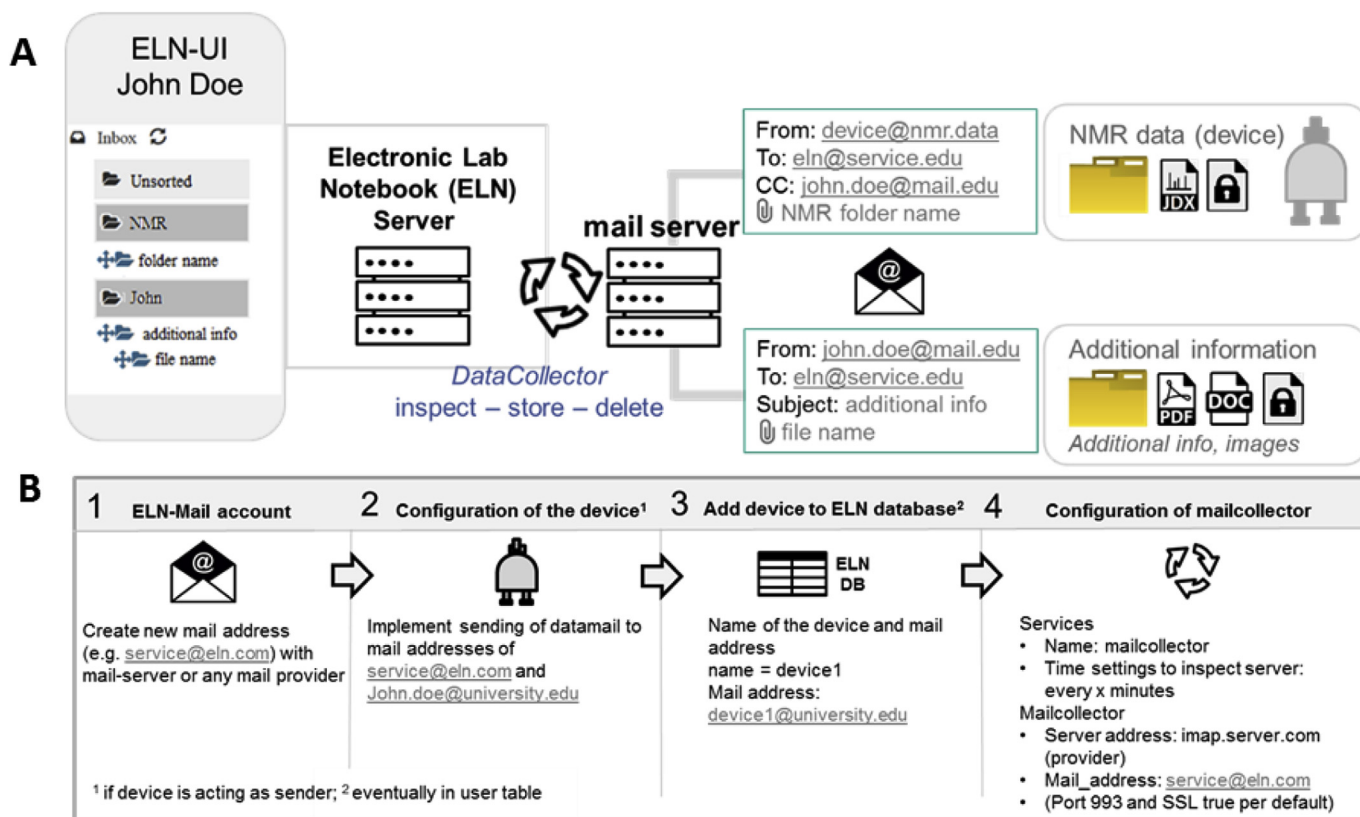 A
ELN-UI
John Doe
Inbox
Unsorted
NMR
folder name
John
additional info
file name
Electronic Lab
Notebook (ELN)
Server
mail server
DataCollector
inspect – store – delete
From: device@nmr.data
To: eln@service.edu
CC: john.doe@mail.edu
NMR folder name
NMR data (device)
JDX
@
From: john.doe@mail.edu
To: eln@service.edu
Subject: additional info
file name
Additional information
PDF
DOC
Additional info, images
B
1 ELN-Mail account
@
Create new mail address
(e.g. service@eln.com) with
mail-server or any mail provider
2 Configuration of the device¹
Implement sending of datamail to
mail addresses of
service@eln.com and
John.doe@university.edu
3 Add device to ELN database²
ELN
DB
Name of the device and mail
address
name = device1
Mail address:
device1@university.edu
4 Configuration of mailcollector
Services
• Name: mailcollector
• Time settings to inspect server:
every x minutes
Mailcollector
• Server address: imap.server.com
(provider)
• Mail_address: service@eln.com
• (Port 993 and SSL true per default)
¹ if device is acting as sender; ² eventually in user table